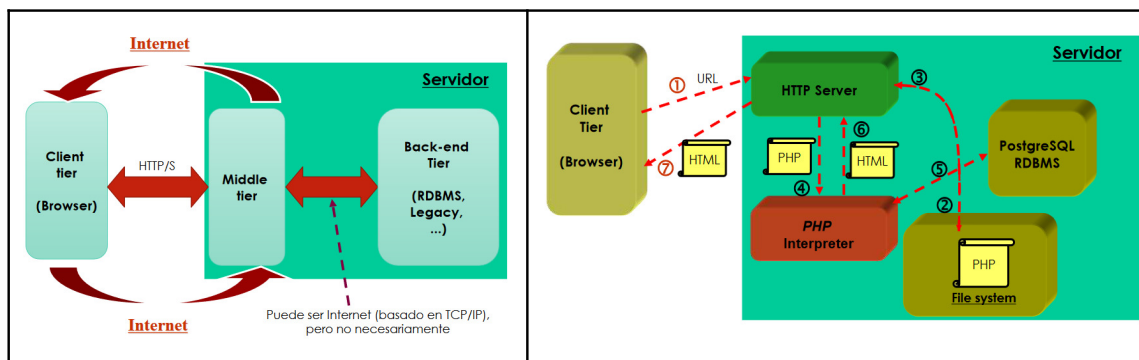 Internet
Servidor
Client
tier
(Browser)
HTTP/S
Middle
tier
Back-end
Tier
(RDBMS,
Legacy,
...)
Internet
Puede ser Internet (basado en TCP/IP),
pero no necesariamente
Servidor
Client
Tier
(Browser)
① URL
HTTP Server
③
⑦
HTML
PHP
④
⑥
HTML
⑤
PostgreSQL
RDBMS
PHP
Interpreter
②
PHP
File system